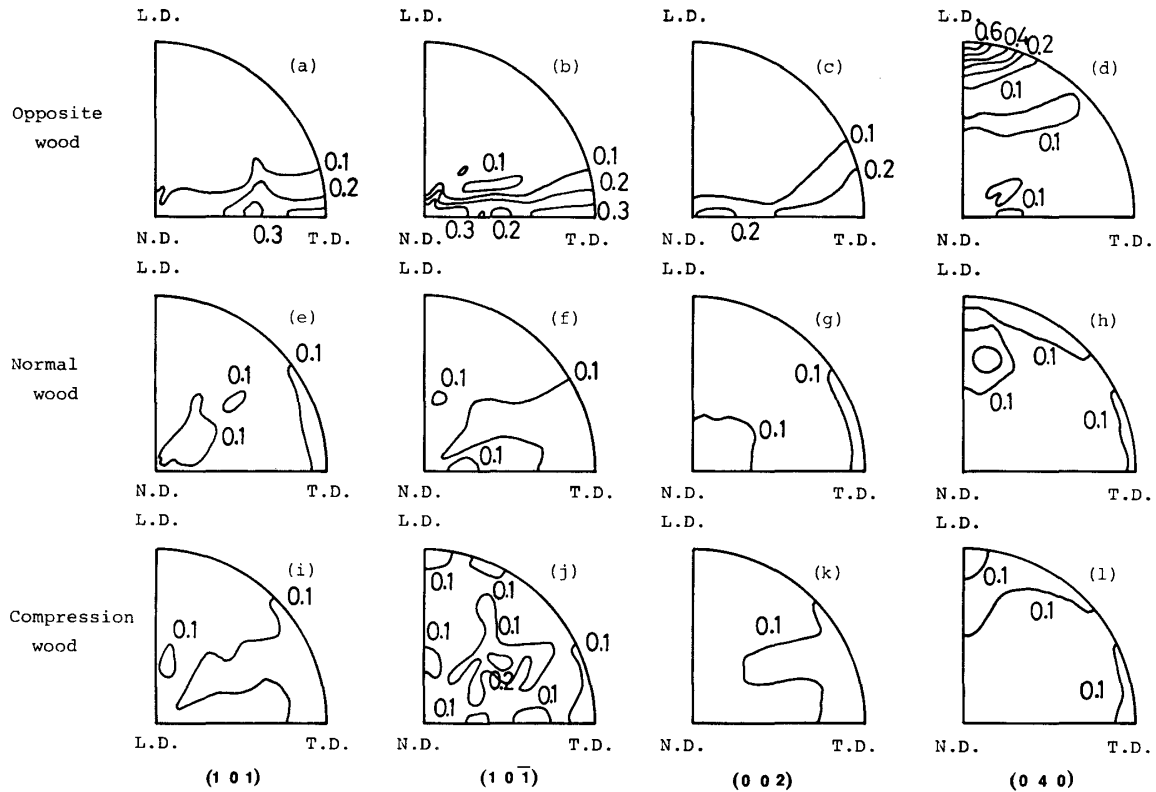 L.D. L.D. L.D. L.D.
0.6 0.4 0.2
(a) (b) (c) (d)
Opposite
wood
0.1
0.1 0.1 0.1 0.1
0.2 0.2 0.2 0.1
0.3 0.1
0.3 0.3 0.2 0.2
N.D. T.D. N.D. T.D. N.D. T.D. N.D. T.D.
L.D. L.D. L.D. L.D.
(e) (f) (g) (h)
Normal
wood
0.1 0.1 0.1 0.1
0.1 0.1 0.1
0.1 0.1 0.1 0.1
N.D. T.D. N.D. T.D. N.D. T.D. N.D. T.D.
L.D. L.D. L.D. L.D.
(i) (j) (k) (l)
Compression
wood
0.1 0.1 0.1 0.1
0.1 0.1 0.1 0.1 0.1
0.1 0.2 0.1 0.1
L.D. T.D. N.D. T.D. N.D. T.D. N.D. T.D.
(1 0 1) (1 0 1̅) (0 0 2) (0 4 0)